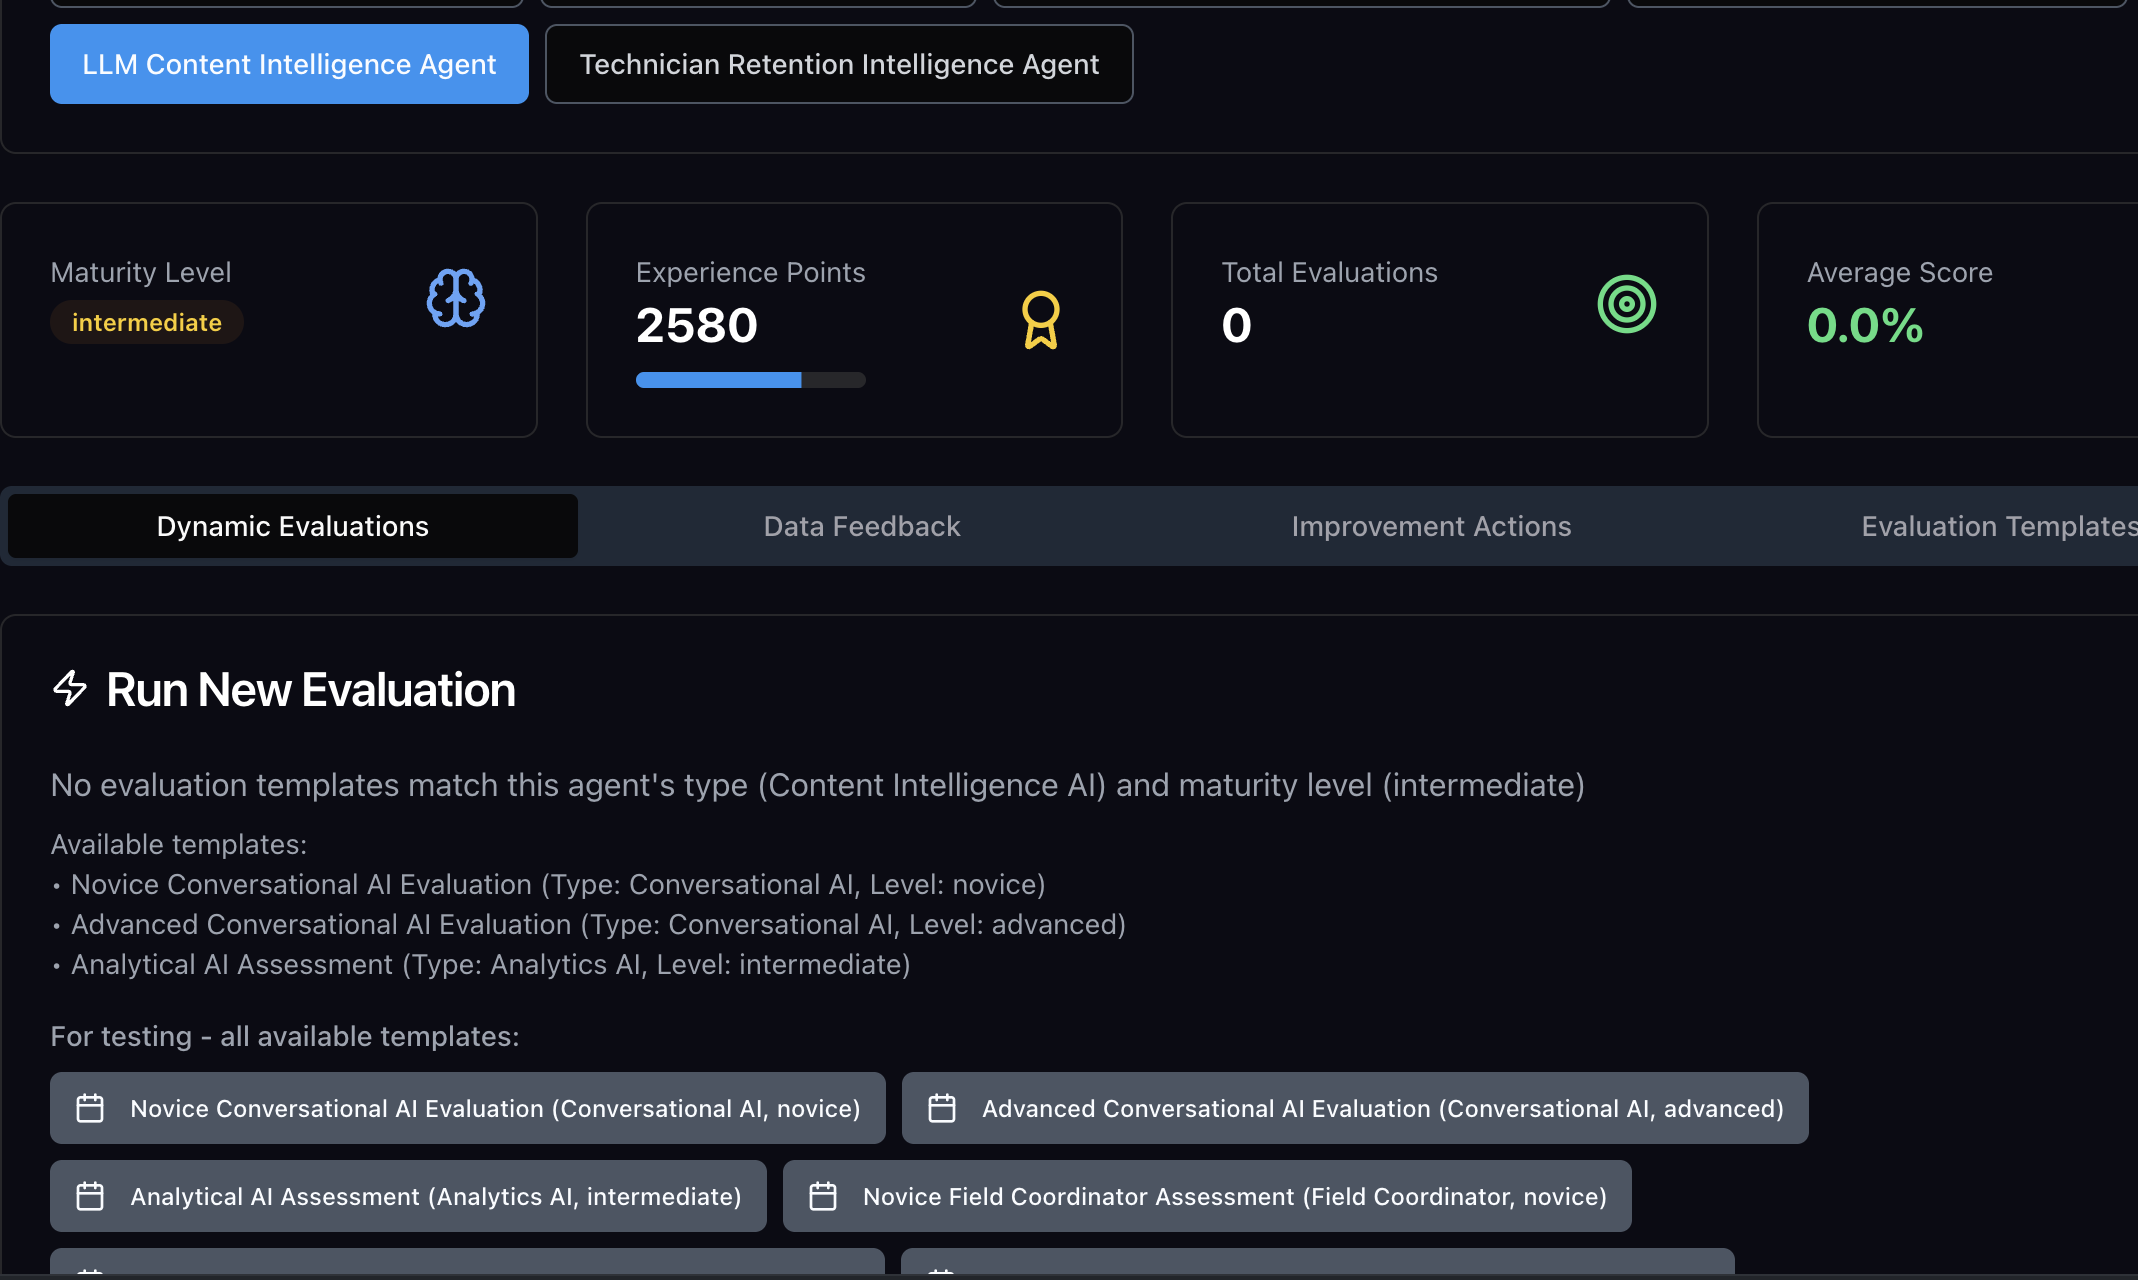 LLM Content Intelligence Agent
Technician Retention Intelligence Agent
Maturity Level
intermediate
Experience Points
2580
Total Evaluations
0
Average Score
0.0%
Dynamic Evaluations
Data Feedback
Improvement Actions
Evaluation Templates
Run New Evaluation
No evaluation templates match this agent's type (Content Intelligence AI) and maturity level (intermediate)
Available templates:
• Novice Conversational AI Evaluation (Type: Conversational AI, Level: novice)
• Advanced Conversational AI Evaluation (Type: Conversational AI, Level: advanced)
• Analytical AI Assessment (Type: Analytics AI, Level: intermediate)
For testing - all available templates:
Novice Conversational AI Evaluation (Conversational AI, novice)
Advanced Conversational AI Evaluation (Conversational AI, advanced)
Analytical AI Assessment (Analytics AI, intermediate)
Novice Field Coordinator Assessment (Field Coordinator, novice)